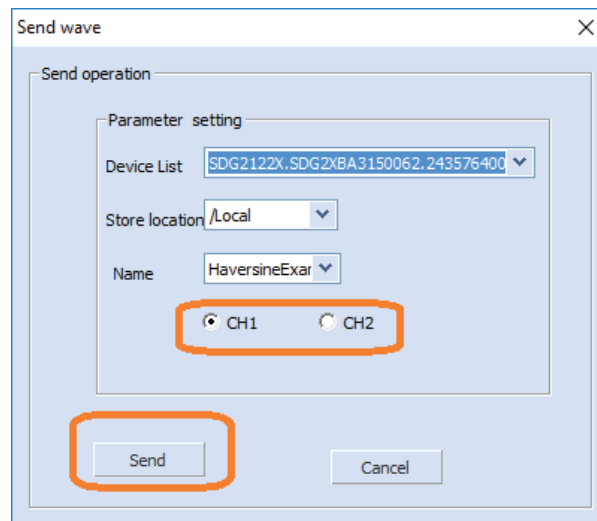 Send wave
Send operation
Parameter setting
Device List SDG2122X.SDG2XBA3150062.243576400
Store location /Local
Name HaversineExar
CH1 CH2
Send Cancel